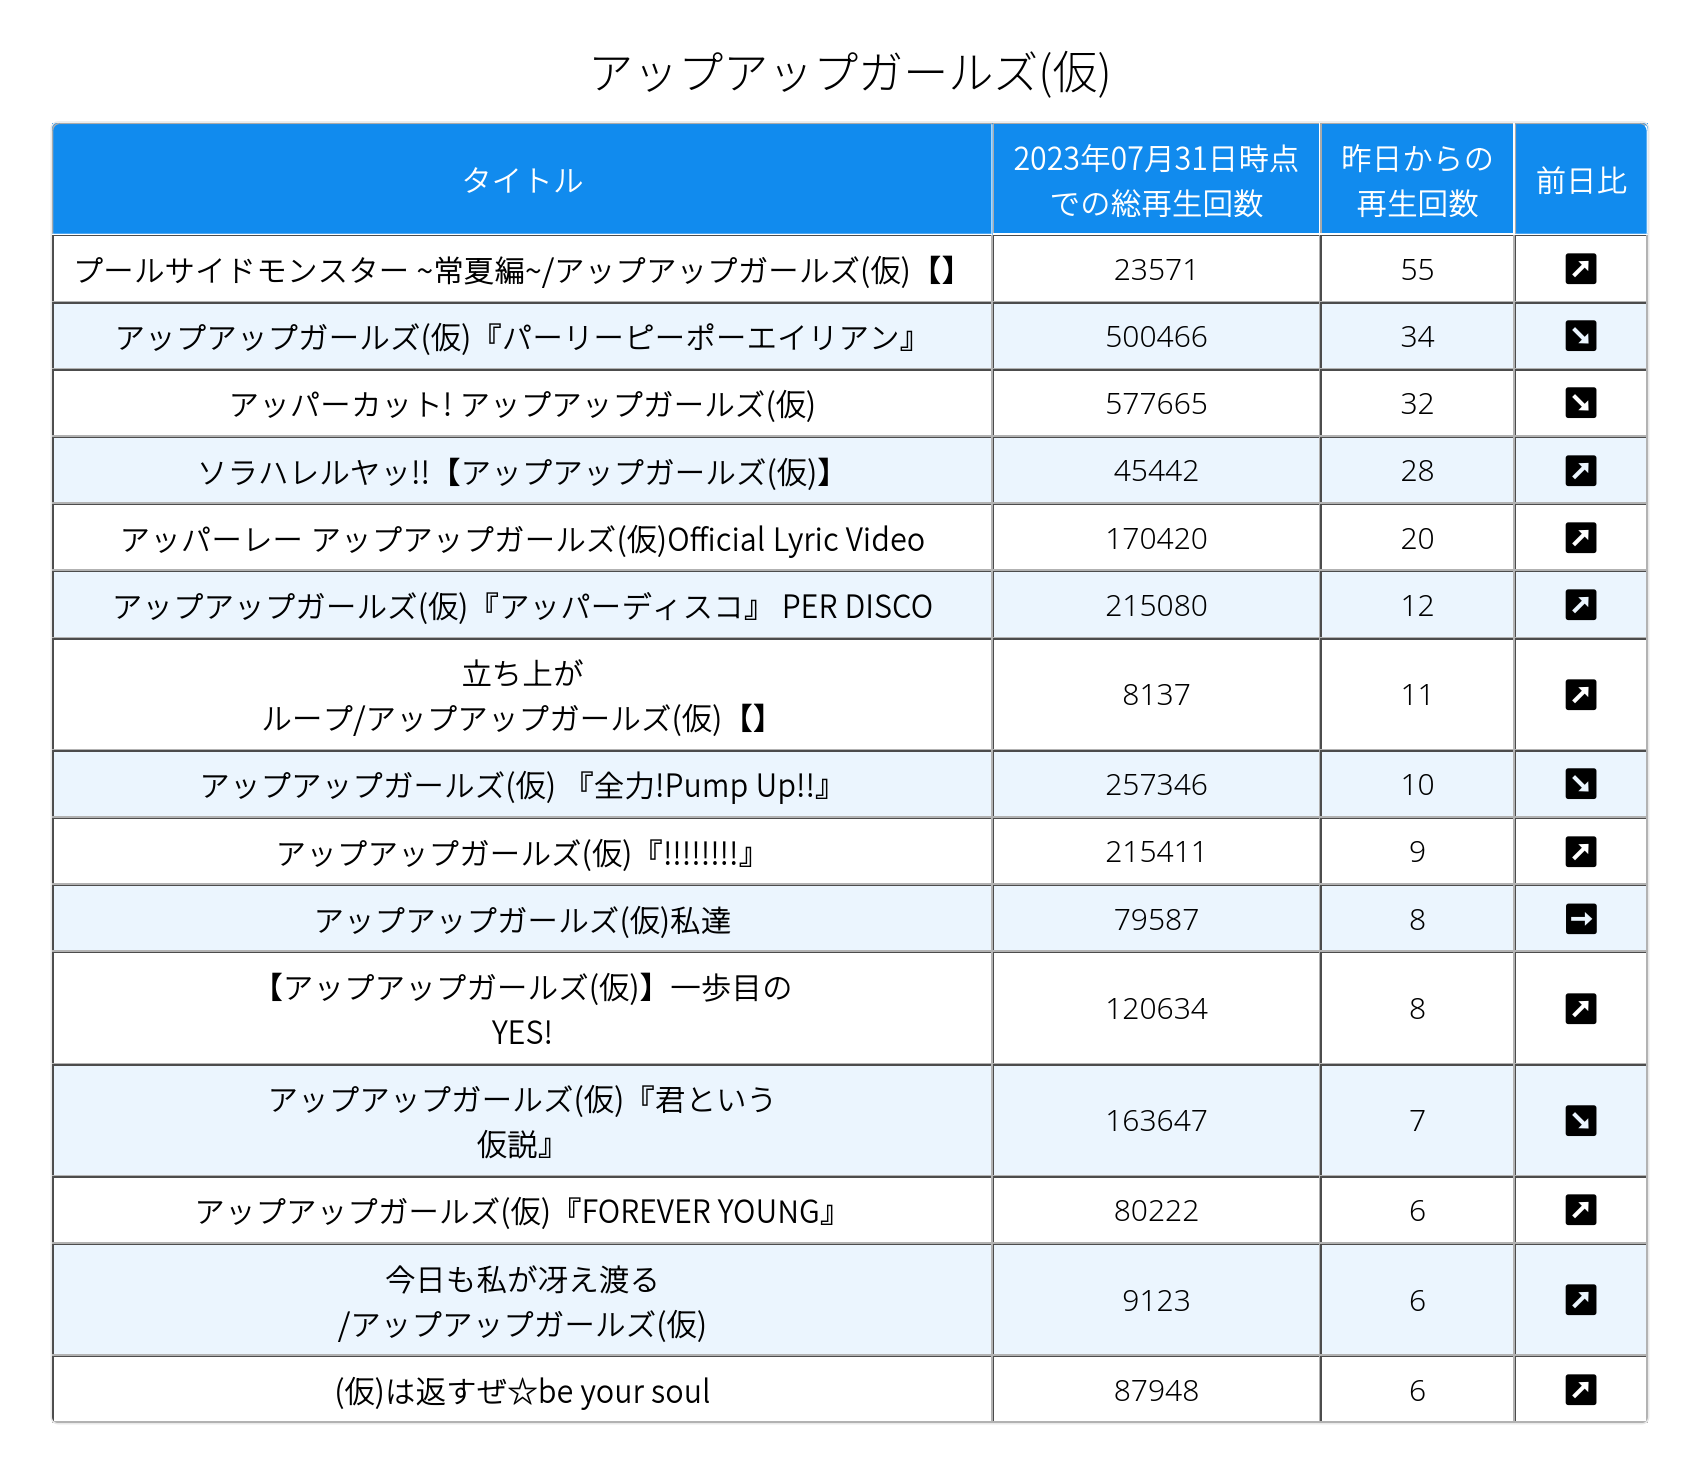 アップアップガールズ(仮)
タイトル
2023年07月31日時点
での総再生回数
昨日からの
再生回数
前日比
プールサイドモンスター ~常夏編~/アップアップガールズ(仮)【】 23571 55
アップアップガールズ(仮)『パーリーピーポーエイリアン』 500466 34
アッパーカット! アップアップガールズ(仮) 577665 32
ソラハレルヤッ!!【アップアップガールズ(仮)】 45442 28
アッパーレー アップアップガールズ(仮)Official Lyric Video 170420 20
アップアップガールズ(仮)『アッパーディスコ』 PER DISCO 215080 12
立ち上が
ループ/アップアップガールズ(仮)【】 8137 11
アップアップガールズ(仮) 『全力!Pump Up!!』 257346 10
アップアップガールズ(仮)『!!!!!!!!』 215411 9
アップアップガールズ(仮)私達 79587 8
【アップアップガールズ(仮)】一歩目の
YES! 120634 8
アップアップガールズ(仮)『君という
仮説』 163647 7
アップアップガールズ(仮)『FOREVER YOUNG』 80222 6
今日も私が冴え渡る
/アップアップガールズ(仮) 9123 6
(仮)は返すぜ☆be your soul 87948 6